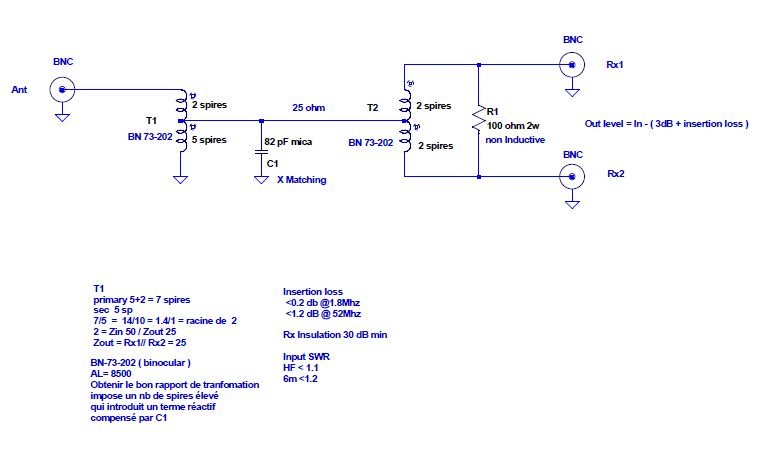 BNC
Ant
2 spires
T1
BN 73-202
5 spires
25 ohm
82 pF mica
C1
X Matching
T2
2 spires
BN 73-202
2 spires
R1
100 ohm 2w
non Inductive
BNC
Rx1
Out level = In - ( 3dB + insertion loss )
BNC
Rx2
T1
primary 5+2 = 7 spires
sec 5 sp
7/5 = 14/10 = 1.4/1 = racine de 2
2 = Zin 50 / Zout 25
Zout = Rx1// Rx2 = 25
BN-73-202 ( binocular )
AL= 8500
Obtenir le bon rapport de tranfomation
impose un nb de spires élevé
qui introduit un terme réactif
compensé par C1
Insertion loss
<0.2 db @1.8Mhz
<1.2 dB @ 52Mhz
Rx Insulation 30 dB min
Input SWR
HF < 1.1
6m <1.2